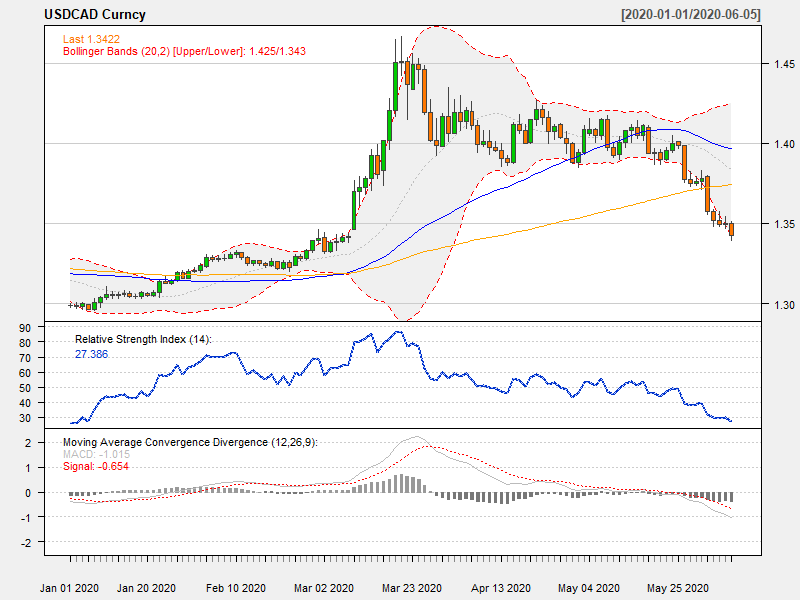 USDCAD Curncy [2020-01-01/2020-06-05]
Last 1.3422
Bollinger Bands (20,2) [Upper/Lower]: 1.425/1.343
1.45
1.40
1.35
1.30
90
80
70
60
50
40
30
Relative Strength Index (14):
27.386
2
1
0
-1
-2
Moving Average Convergence Divergence (12,26,9):
MACD: -1.015
Signal: -0.654
Jan 01 2020 Jan 20 2020 Feb 10 2020 Mar 02 2020 Mar 23 2020 Apr 13 2020 May 04 2020 May 25 2020